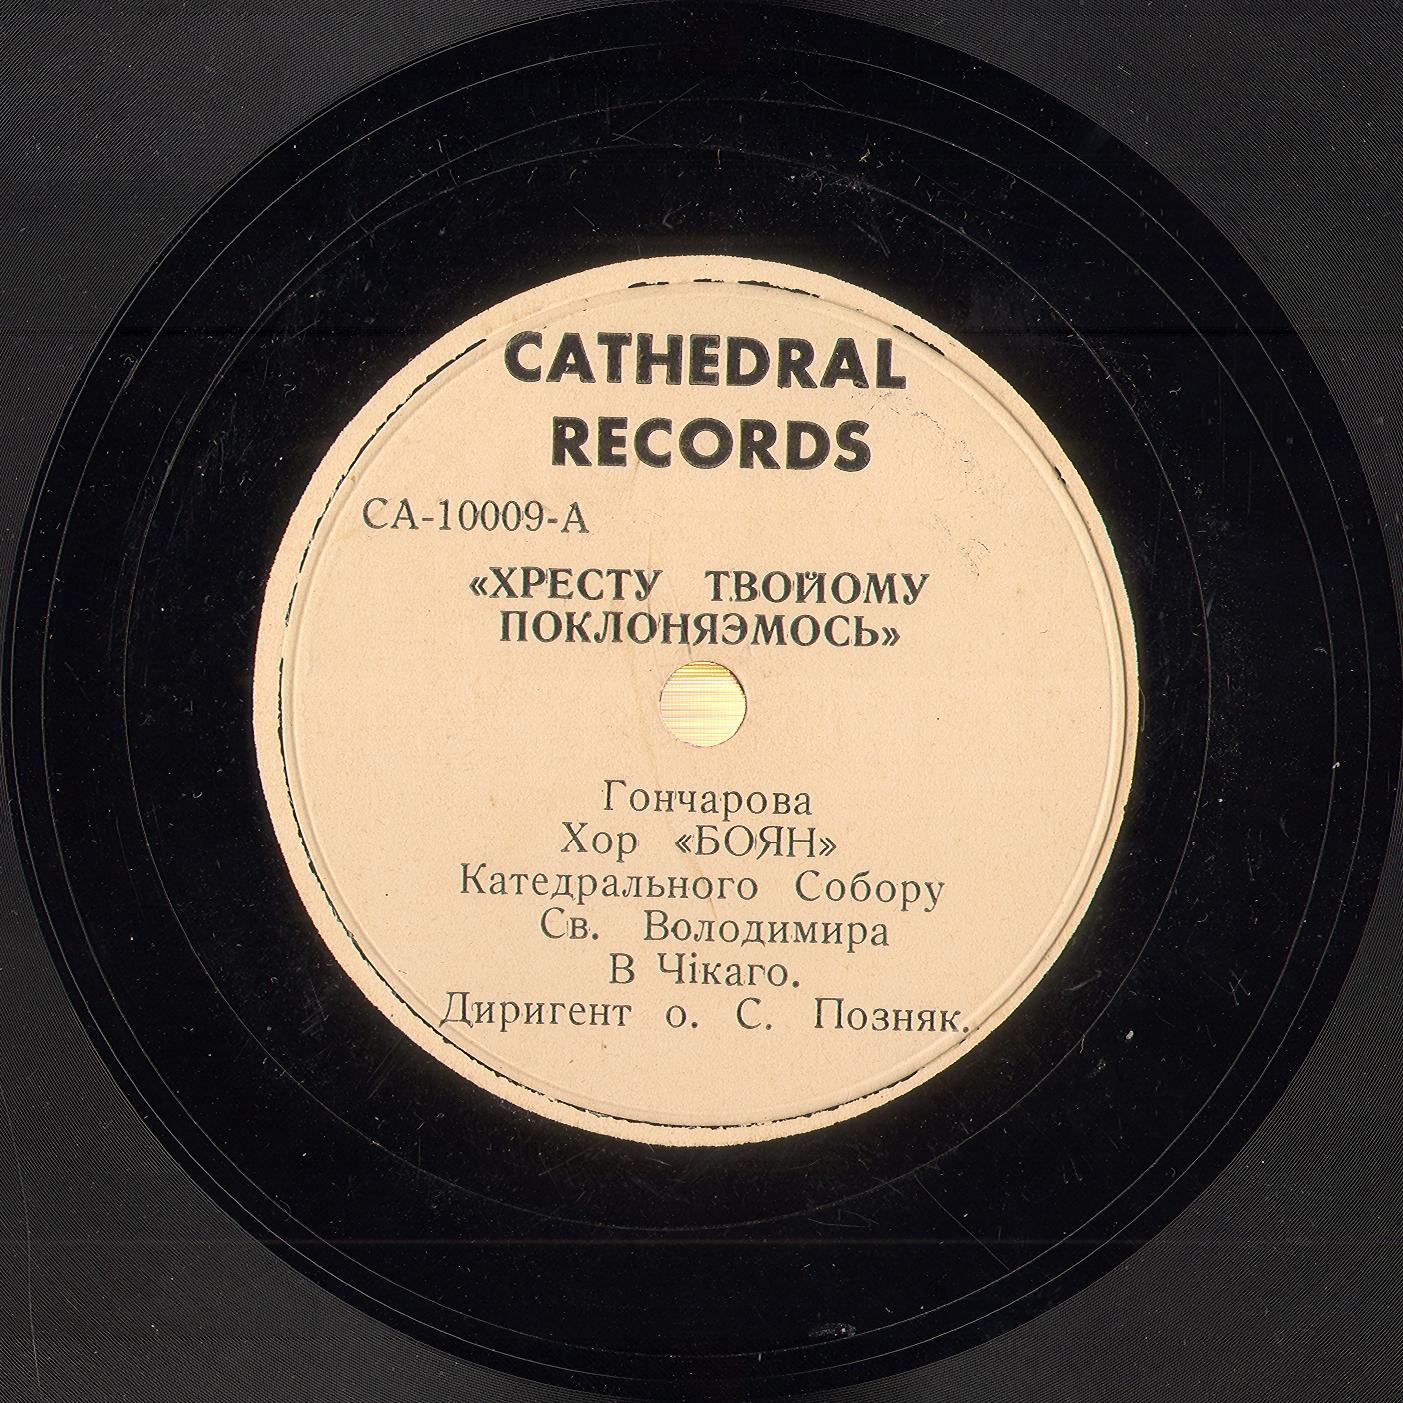 CATHEDRAL
RECORDS
CA-10009-A
«ХРЕСТУ ТВОЙОМУ
ПОКЛОНЯЭМОСЬ»
Гончарова
Хор «БОЯН»
Катедрального Собору
Св. Володимира
В Чікаго.
Диригент о. С. Позняк.